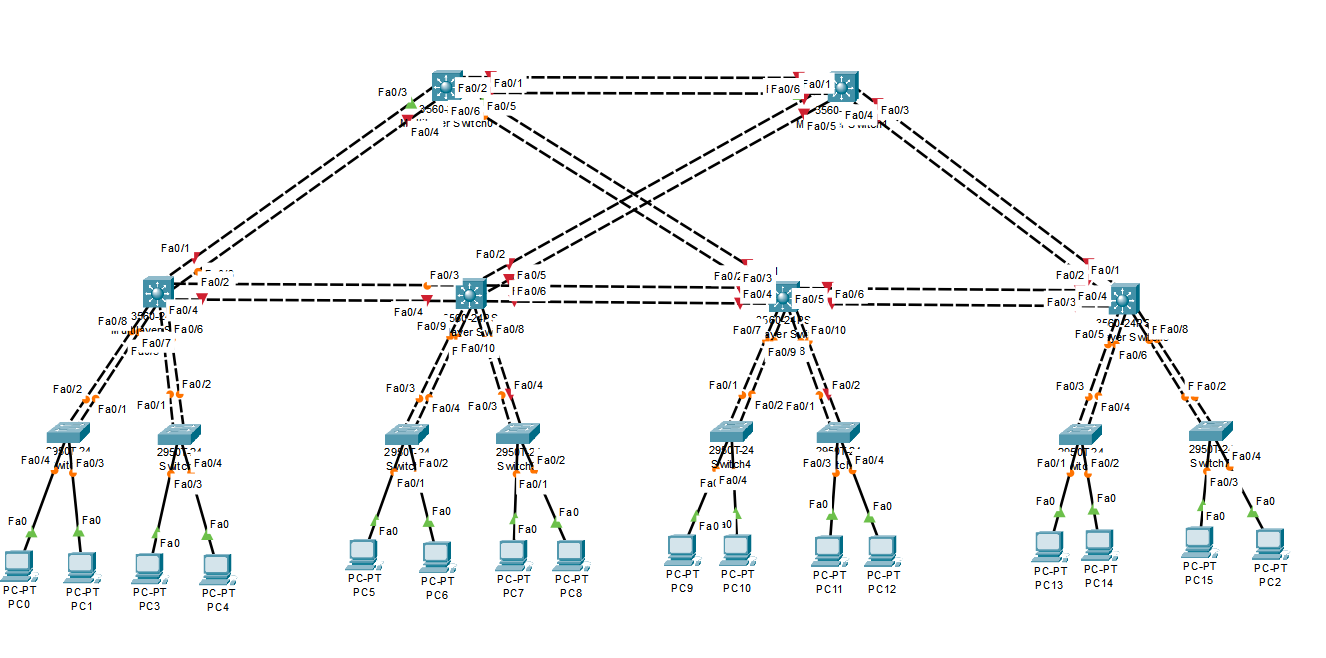 Fa0/1
Fa0/2
Fa0/3
Fa0/6
Fa0/5
Fa0/4
Fa0/1
Fa0/6
Fa0/3
Fa0/4
Fa0/5
Fa0/1
Fa0/2
Fa0/4
Fa0/8
Fa0/6
Fa0/7
Fa0/2
Fa0/3
Fa0/5
Fa0/6
Fa0/4
Fa0/9
Fa0/8
Fa0/10
Fa0/3
Fa0/4
Fa0/5
Fa0/6
Fa0/7
Fa0/10
Fa0/9
Fa0/1
Fa0/2
Fa0/4
Fa0/3
Fa0/5
Fa0/8
Fa0/6
Fa0/2
Fa0/1
Fa0/1
Fa0/2
Fa0/3
Fa0/4
Fa0/3
Fa0/4
Fa0/1
Fa0/2
Fa0/1
Fa0/2
Fa0/3
Fa0/4
Fa0/2
2950T-24
Switch4
Fa0/4
Fa0/3
Fa0/4
Fa0/3
Fa0/2
Fa0/1
Fa0/2
Fa0/1
Fa0/4
Fa0/3
Fa0/4
Fa0/1
Fa0/2
Fa0/4
Fa0/3
Fa0
Fa0
Fa0
Fa0
Fa0
Fa0
Fa0
Fa0
Fa0
Fa0
Fa0
Fa0
Fa0
PC-PT
PC0
PC-PT
PC1
PC-PT
PC3
PC-PT
PC4
PC-PT
PC5
PC-PT
PC6
PC-PT
PC7
PC-PT
PC8
PC-PT
PC9
PC-PT
PC10
PC-PT
PC11
PC-PT
PC12
PC-PT
PC13
PC-PT
PC14
PC-PT
PC15
PC-PT
PC2